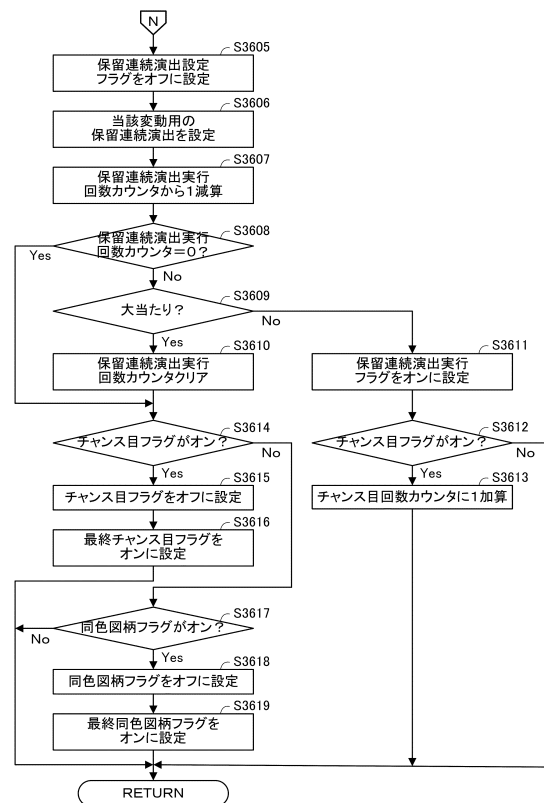 N
S3605
保留連続演出設定
フラグをオフに設定
S3606
当該変動用の
保留連続演出を設定
S3607
保留連続演出実行
回数カウンタから1減算
S3608
保留連続演出実行
回数カウンタ=0?
Yes
No
S3609
大当たり?
No
Yes
S3610
保留連続演出実行
回数カウンタクリア
S3611
保留連続演出実行
フラグをオンに設定
S3614
チャンス目フラグがオン?
No
Yes
S3612
チャンス目フラグがオン?
No
Yes
S3615
チャンス目フラグをオフに設定
S3613
チャンス目回数カウンタに1加算
S3616
最終チャンス目フラグを
オンに設定
S3617
同色図柄フラグがオン?
No
Yes
S3618
同色図柄フラグをオフに設定
S3619
最終同色図柄フラグを
オンに設定
RETURN